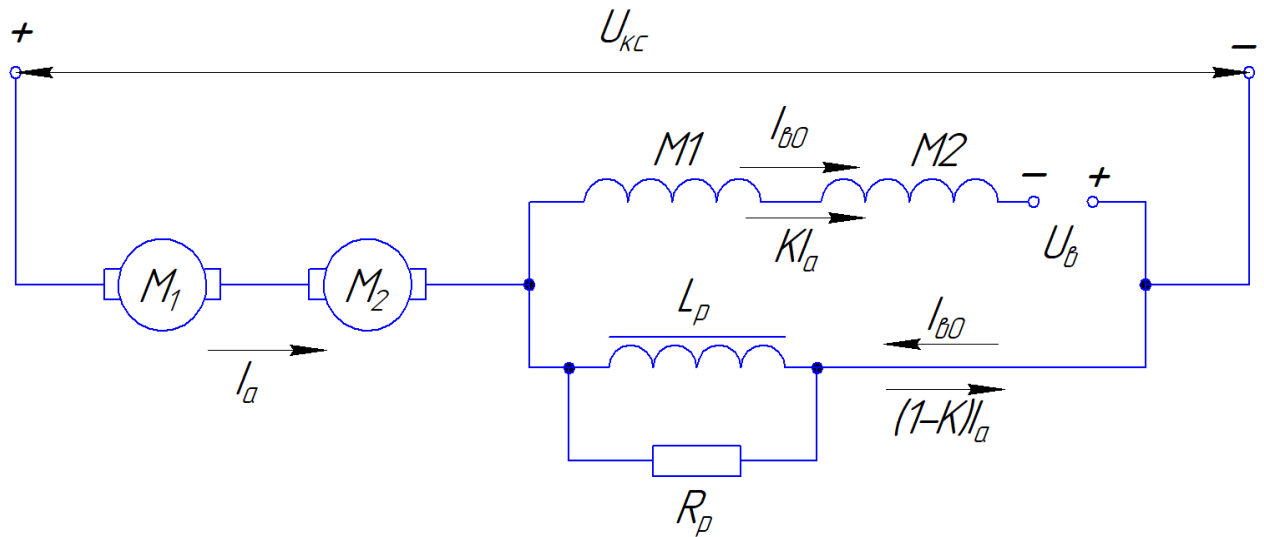 + U_КС −
M1 I_в0 M2 − +
KI_a U_в
M_1 M_2 L_р I_в0
I_a (1−K)I_a
R_р